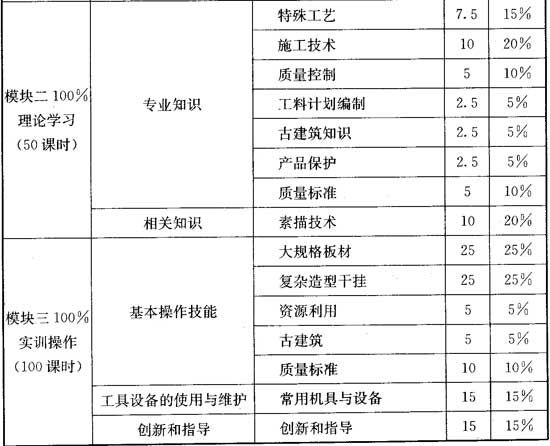 模块二 100%
理论学习
（50 课时）
专业知识
特殊工艺 7.5 15%
施工技术 10 20%
质量控制 5 10%
工料计划编制 2.5 5%
古建筑知识 2.5 5%
产品保护 2.5 5%
质量标准 5 10%
相关知识 素描技术 10 20%
模块三 100%
实训操作
（100 课时）
基本操作技能
大规格板材 25 25%
复杂造型干挂 25 25%
资源利用 5 5%
古建筑 5 5%
质量标准 10 10%
工具设备的使用与维护 常用机具与设备 15 15%
创新和指导 创新和指导 15 15%